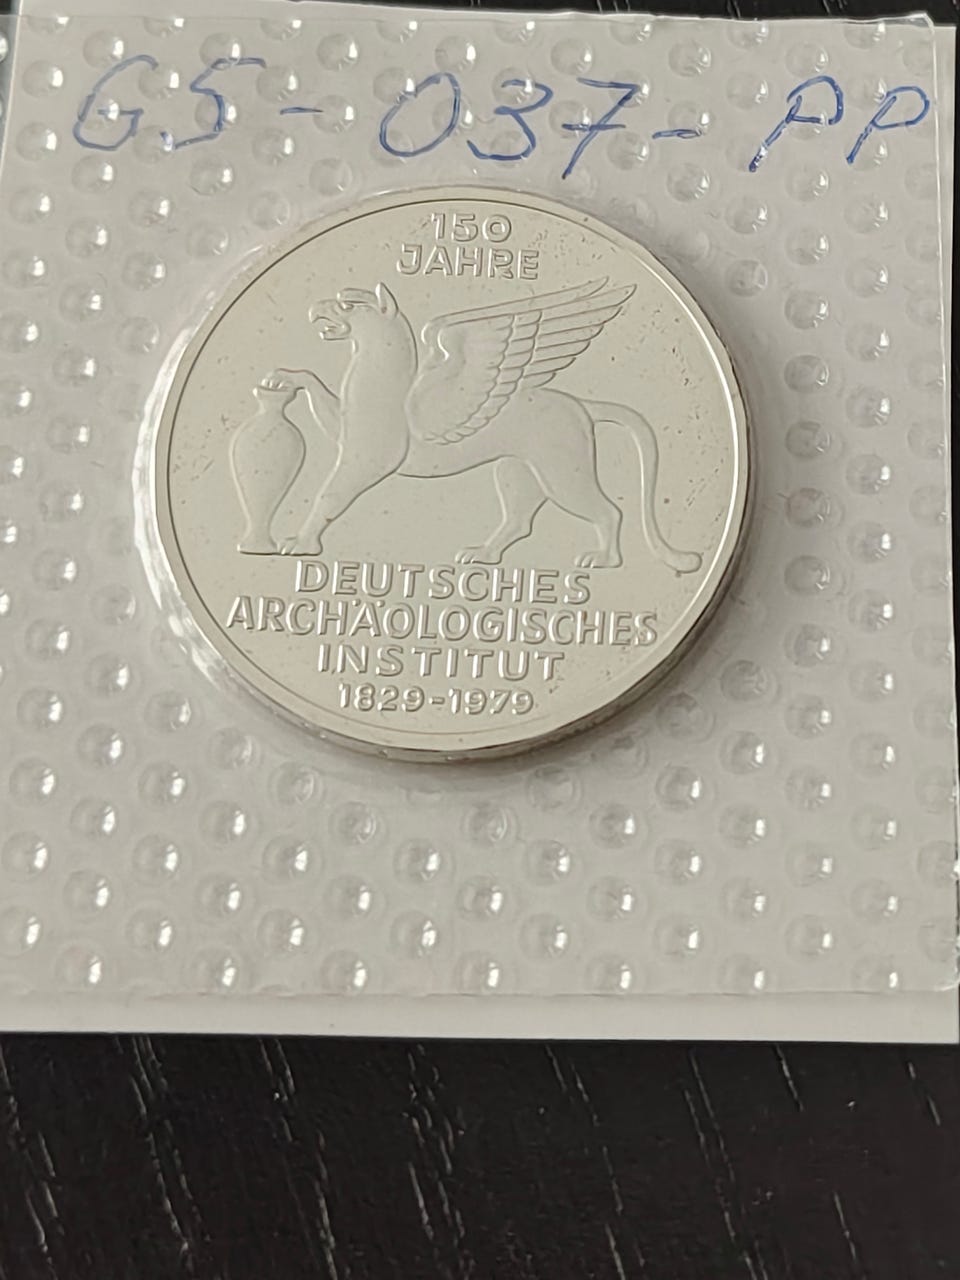 G5-037-PP
150
JAHRE
DEUTSCHES
ARCHÄOLOGISCHES
INSTITUT
1829-1979